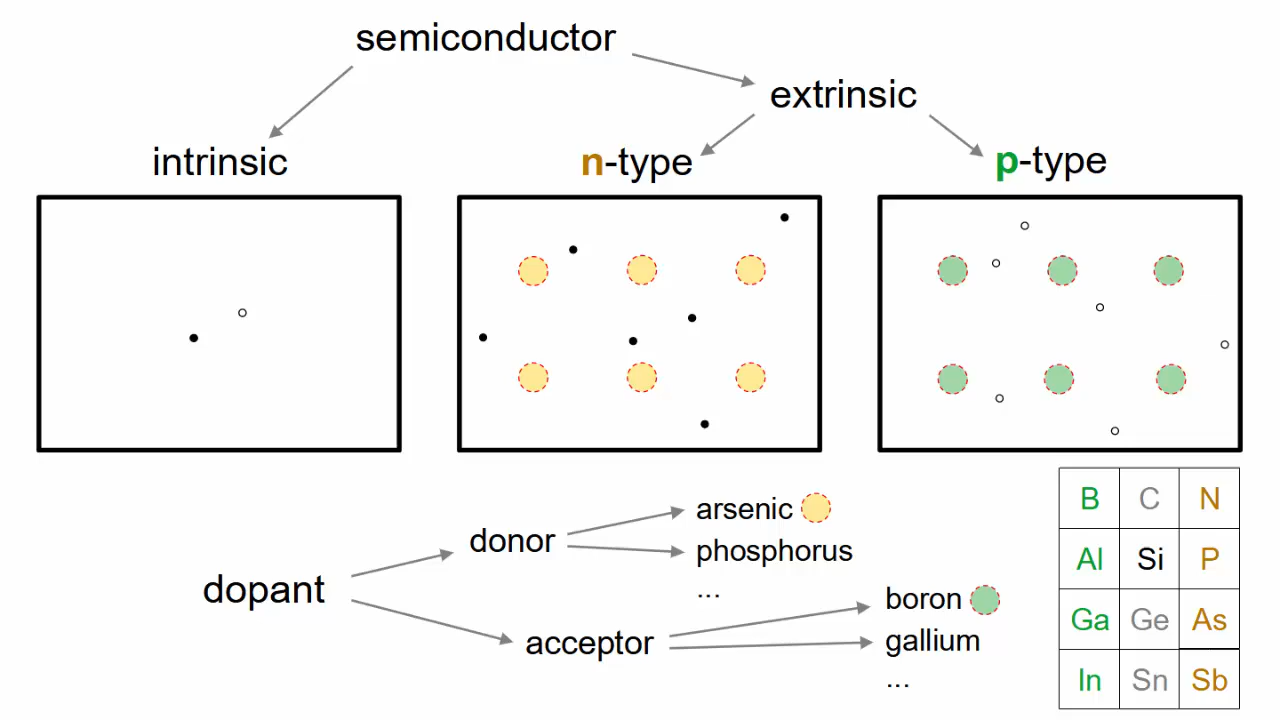 semiconductor
extrinsic
intrinsic
n-type
p-type
arsenic
donor
phosphorus
...
dopant
boron
acceptor
gallium
...
B C N
Al Si P
Ga Ge As
In Sn Sb